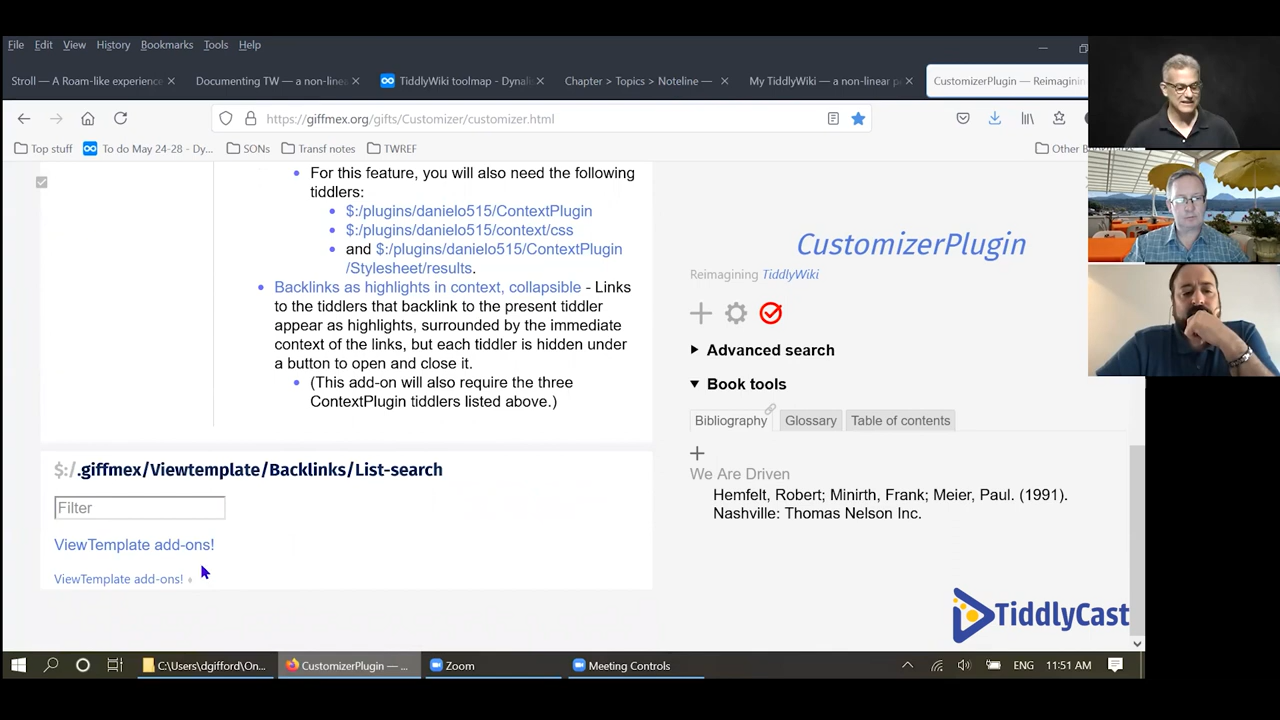 File Edit View History Bookmarks Tools Help
Stroll — A Roam-like experience
Documenting TW — a non-line
TiddlyWiki toolmap - Dynali
Chapter > Topics > Noteline —
My TiddlyWiki — a non-linear p
CustomizerPlugin — Reimagini
https://giffmex.org/gifts/Customizer/customizer.html
Top stuff
To do May 24-28 - Dy...
SONs
Transf notes
TWREF
Other
For this feature, you will also need the following
tiddlers:
$:/plugins/danielo515/ContextPlugin
$:/plugins/danielo515/context/css
and $:/plugins/danielo515/ContextPlugin
/Stylesheet/results.
Backlinks as highlights in context, collapsible - Links
to the tiddlers that backlink to the present tiddler
appear as highlights, surrounded by the immediate
context of the links, but each tiddler is hidden under
a button to open and close it.
(This add-on will also require the three
ContextPlugin tiddlers listed above.)
$:/.giffmex/Viewtemplate/Backlinks/List-search
Filter
ViewTemplate add-ons!
ViewTemplate add-ons!
CustomizerPlugin
Reimagining TiddlyWiki
Advanced search
Book tools
Bibliography Glossary Table of contents
We Are Driven
Hemfelt, Robert; Minirth, Frank; Meier, Paul. (1991).
Nashville: Thomas Nelson Inc.
TiddlyCast
C:\Users\dgifford\On...
CustomizerPlugin — ...
Zoom
Meeting Controls
ENG
11:51 AM